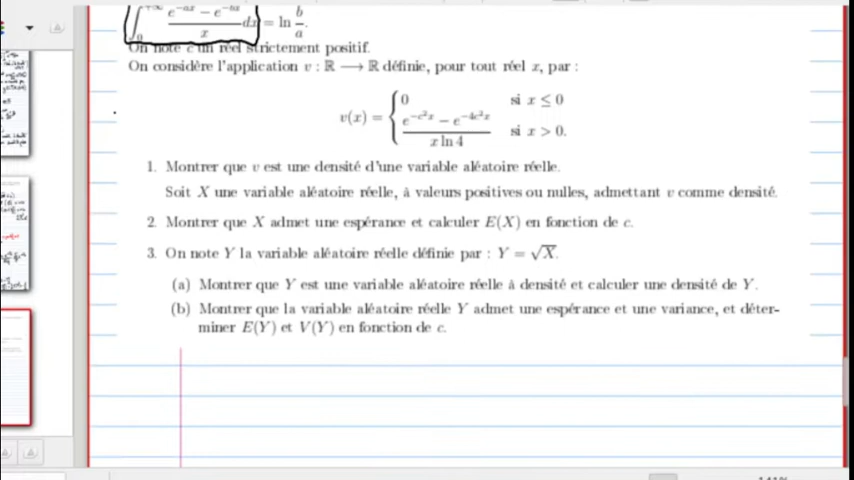 ∫₀^{+∞} (e^{-ax} − e^{-bx})/x dx = ln b/a.
On note c un réel strictement positif.
On considère l'application v : ℝ ⟶ ℝ définie, pour tout réel x, par :
v(x) = { 0 si x ≤ 0
(e^{-c²x} − e^{-4c²x})/(x ln 4) si x > 0.
1. Montrer que v est une densité d'une variable aléatoire réelle.
Soit X une variable aléatoire réelle, à valeurs positives ou nulles, admettant v comme densité.
2. Montrer que X admet une espérance et calculer E(X) en fonction de c.
3. On note Y la variable aléatoire réelle définie par : Y = √X.
(a) Montrer que Y est une variable aléatoire réelle à densité et calculer une densité de Y.
(b) Montrer que la variable aléatoire réelle Y admet une espérance et une variance, et déter-
miner E(Y) et V(Y) en fonction de c.